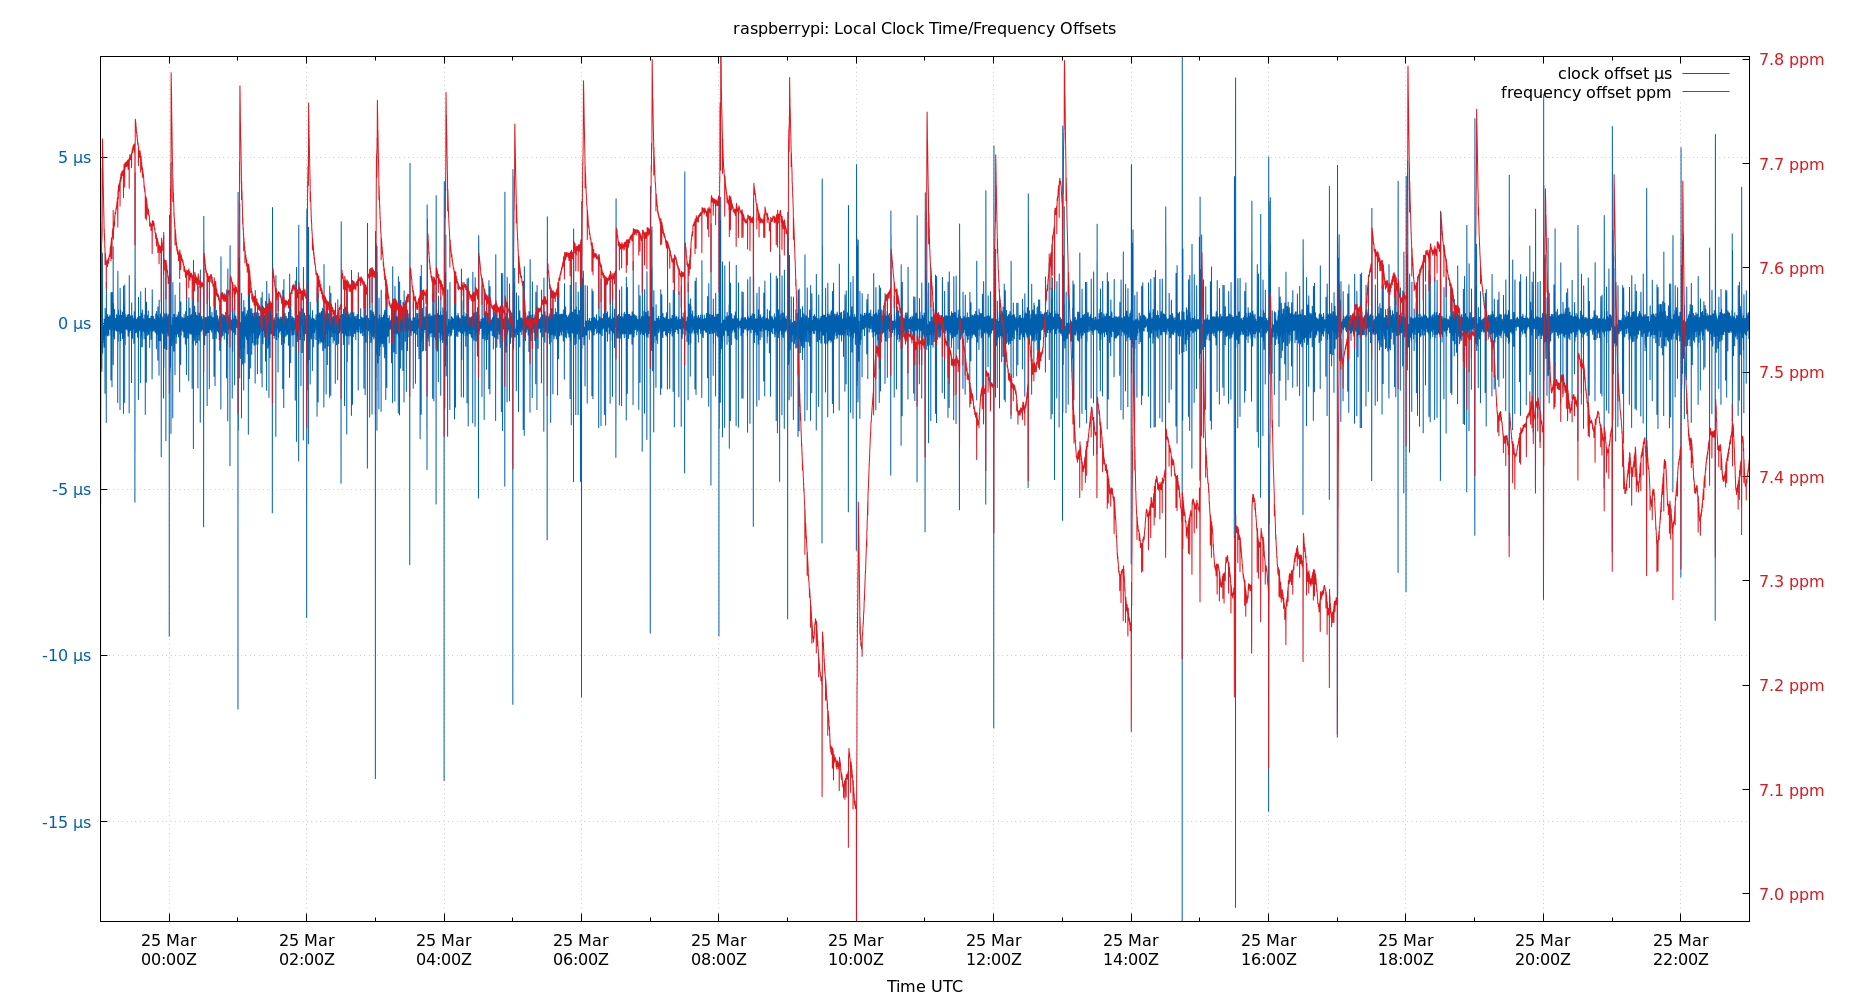 raspberrypi: Local Clock Time/Frequency Offsets
clock offset µs
frequency offset ppm
5 µs
0 µs
-5 µs
-10 µs
-15 µs
7.8 ppm
7.7 ppm
7.6 ppm
7.5 ppm
7.4 ppm
7.3 ppm
7.2 ppm
7.1 ppm
7.0 ppm
25 Mar 25 Mar 25 Mar 25 Mar 25 Mar 25 Mar 25 Mar 25 Mar 25 Mar 25 Mar 25 Mar 25 Mar
00:00Z 02:00Z 04:00Z 06:00Z 08:00Z 10:00Z 12:00Z 14:00Z 16:00Z 18:00Z 20:00Z 22:00Z
Time UTC